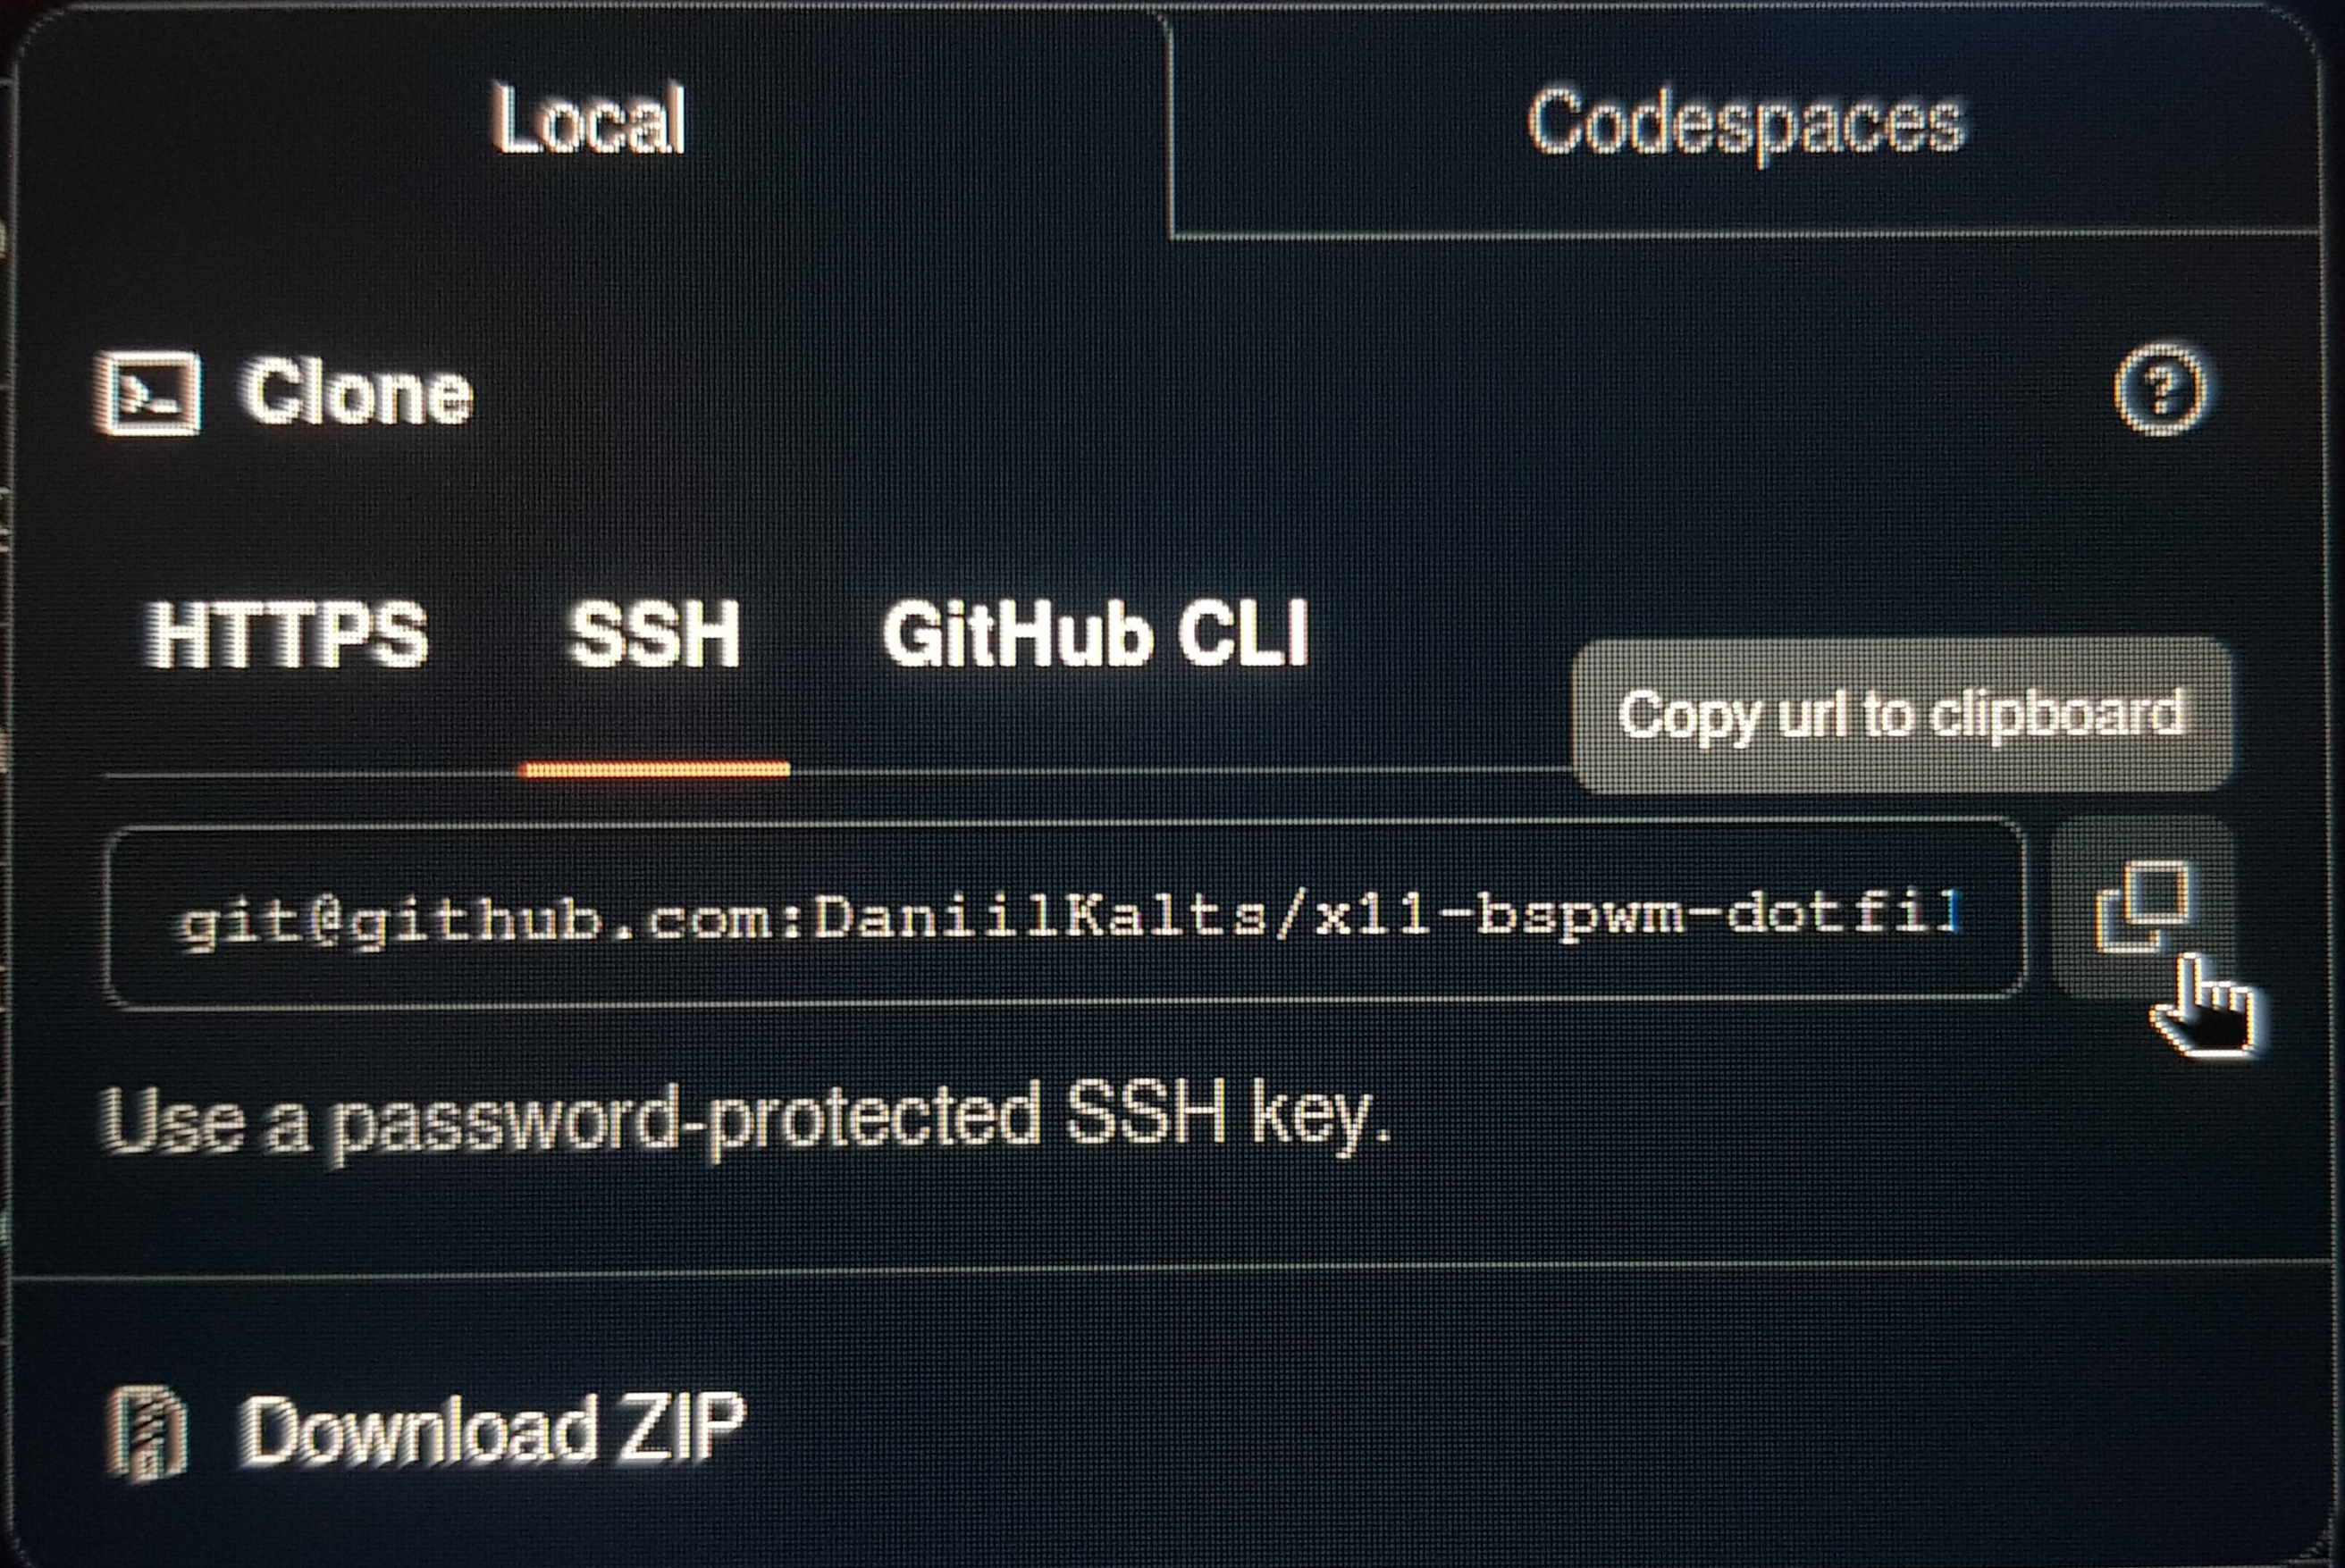 Local
Codespaces
Clone
HTTPS
SSH
GitHub CLI
Copy url to clipboard
git@github.com:DaniilKalts/x11-bspwm-dotfil
Use a password-protected SSH key.
Download ZIP